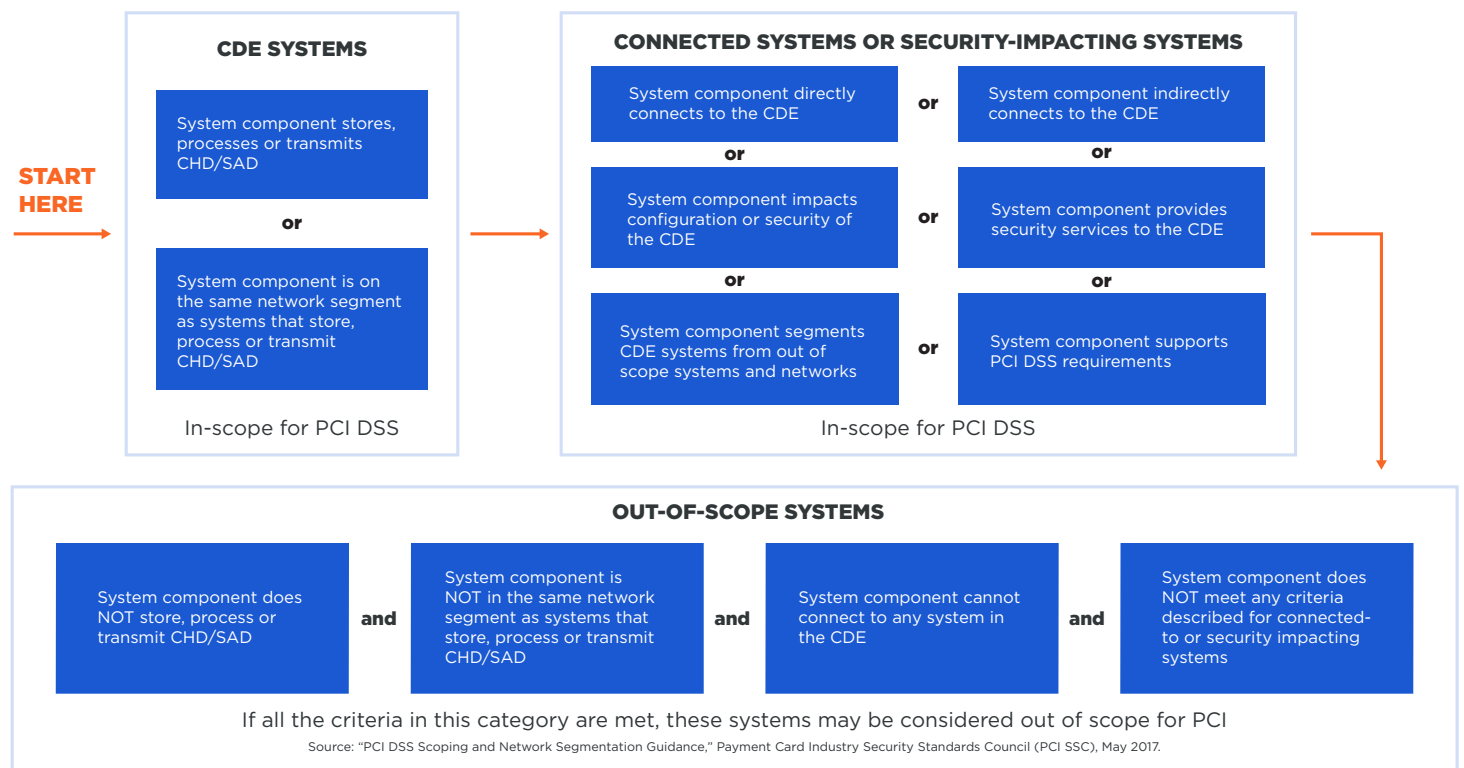 START
HERE
CDE SYSTEMS
System component stores,
processes or transmits
CHD/SAD
or
System component is on
the same network segment
as systems that store,
process or transmit
CHD/SAD
In-scope for PCI DSS
CONNECTED SYSTEMS OR SECURITY-IMPACTING SYSTEMS
System component directly
connects to the CDE
or
System component indirectly
connects to the CDE
or
or
System component impacts
configuration or security of
the CDE
or
System component provides
security services to the CDE
or
or
System component segments
CDE systems from out of
scope systems and networks
or
System component supports
PCI DSS requirements
In-scope for PCI DSS
OUT-OF-SCOPE SYSTEMS
System component does
NOT store, process or
transmit CHD/SAD
and
System component is
NOT in the same network
segment as systems that
store, process or transmit
CHD/SAD
and
System component cannot
connect to any system in
the CDE
and
System component does
NOT meet any criteria
described for connected-
to or security impacting
systems
If all the criteria in this category are met, these systems may be considered out of scope for PCI
Source: “PCI DSS Scoping and Network Segmentation Guidance,” Payment Card Industry Security Standards Council (PCI SSC), May 2017.